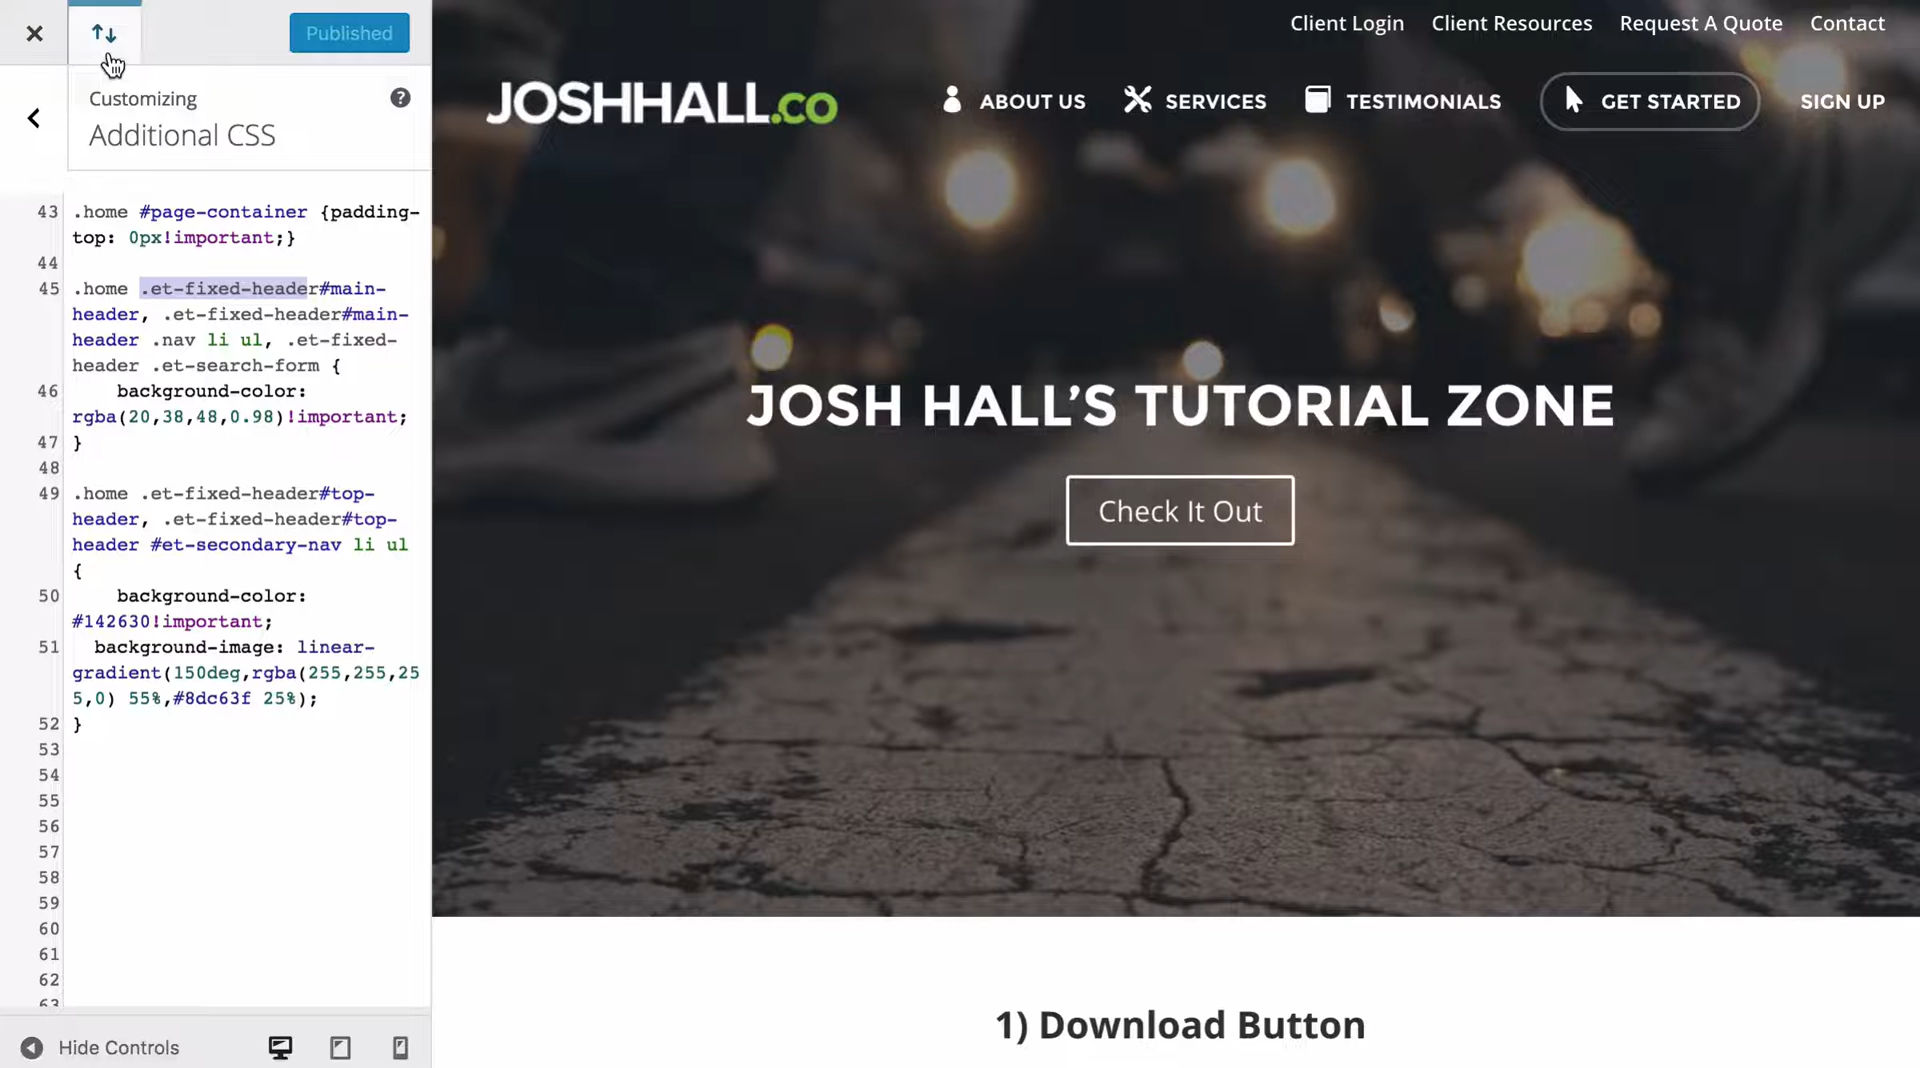 Published
Customizing
Additional CSS
43 .home #page-container {padding-
top: 0px!important;}
44
45 .home .et-fixed-header#main-
header, .et-fixed-header#main-
header .nav li ul, .et-fixed-
header .et-search-form {
46 background-color:
rgba(20,38,48,0.98)!important;
47 }
48
49 .home .et-fixed-header#top-
header, .et-fixed-header#top-
header #et-secondary-nav li ul
{
50 background-color:
#142630!important;
51 background-image: linear-
gradient(150deg,rgba(255,255,25
5,0) 55%,#8dc63f 25%);
52 }
53
54
55
56
57
58
59
60
61
62
63
Hide Controls
Client Login Client Resources Request A Quote Contact
JOSHHALL.CO ABOUT US SERVICES TESTIMONIALS GET STARTED SIGN UP
JOSH HALL’S TUTORIAL ZONE
Check It Out
1) Download Button